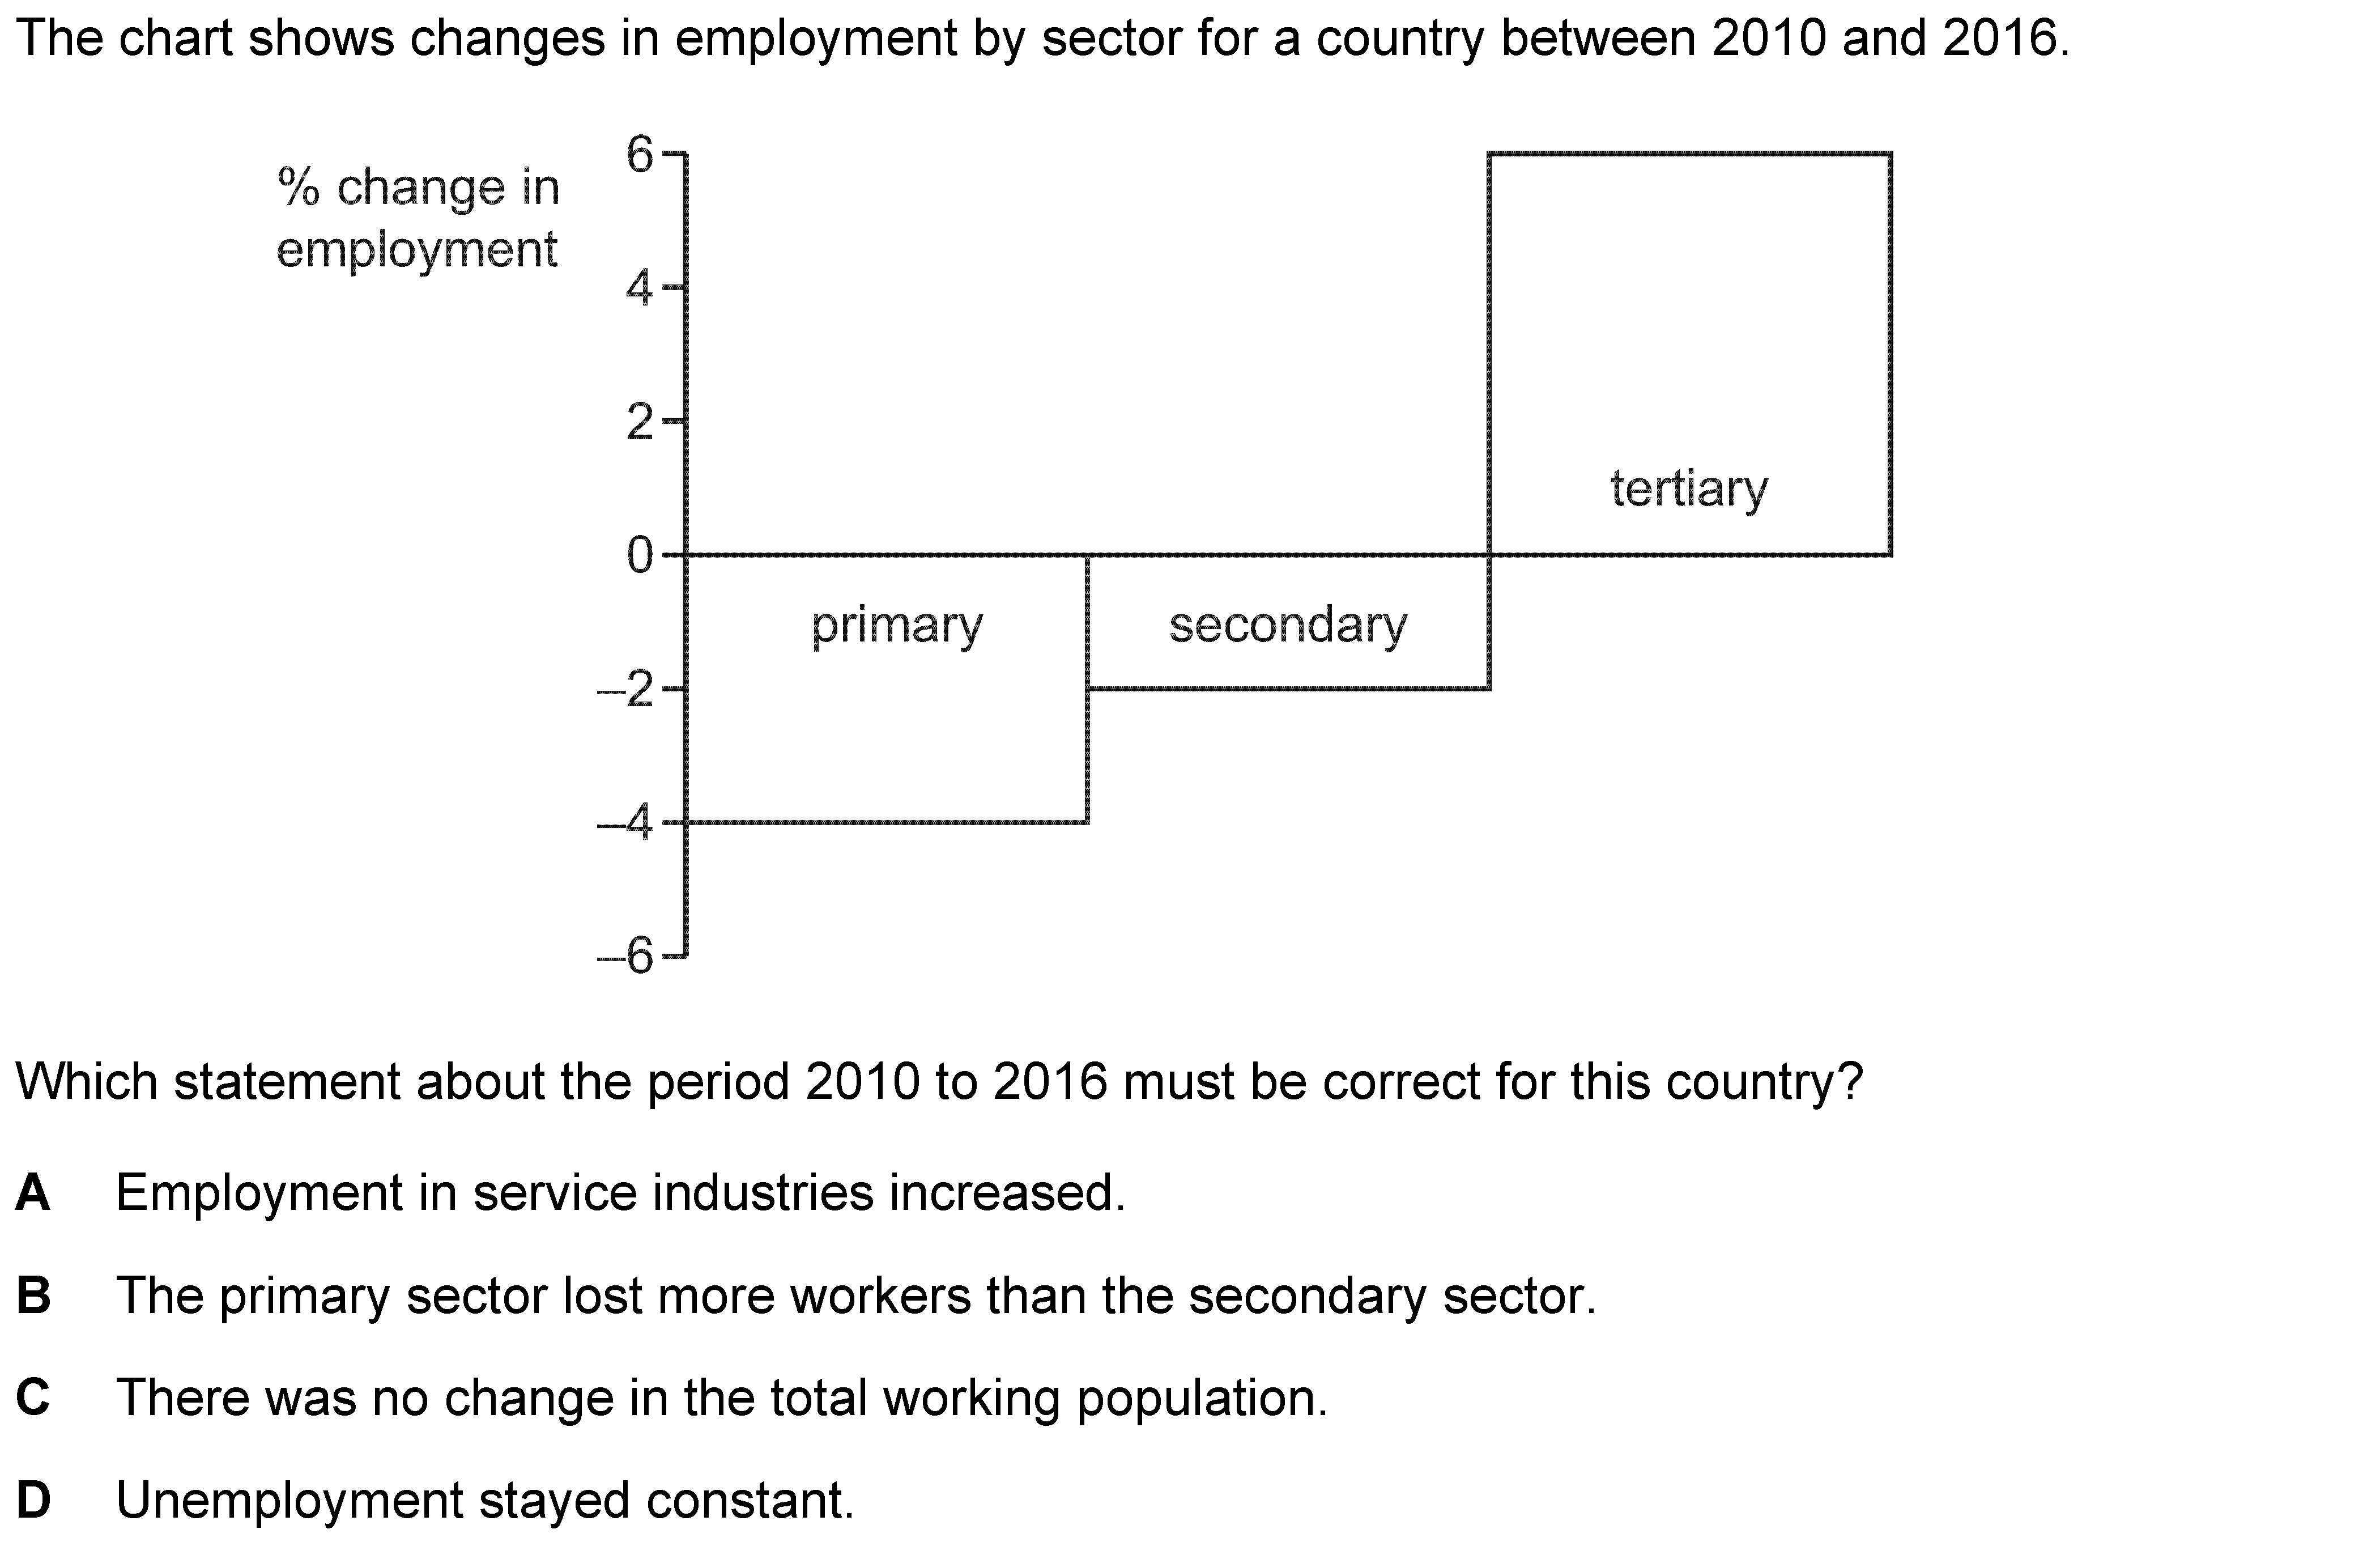 The chart shows changes in employment by sector for a country between 2010 and 2016.
% change in
employment
6
4
2
0
–2
–4
–6
primary
secondary
tertiary
Which statement about the period 2010 to 2016 must be correct for this country?
A Employment in service industries increased.
B The primary sector lost more workers than the secondary sector.
C There was no change in the total working population.
D Unemployment stayed constant.